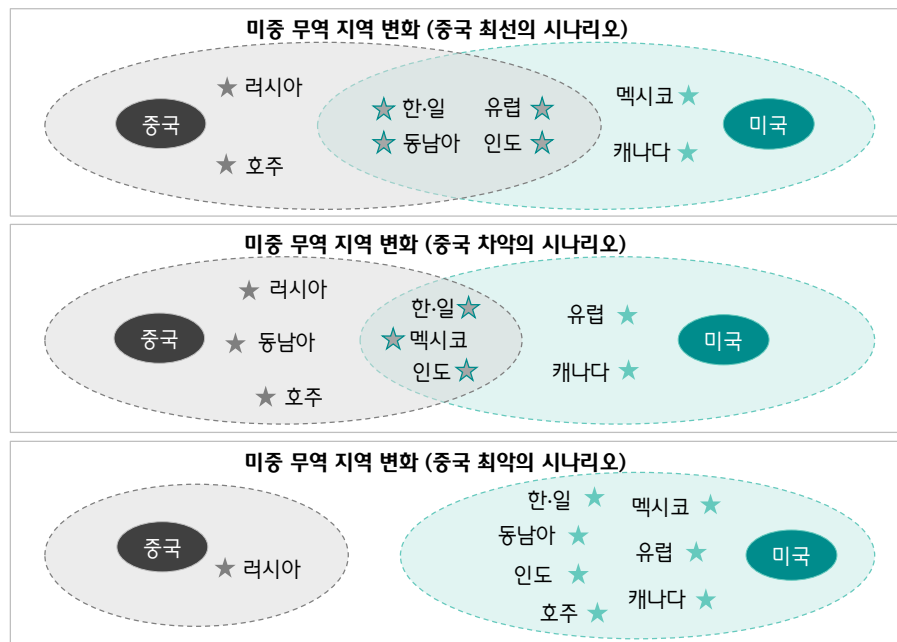 미중 무역 지역 변화 (중국 최선의 시나리오)
러시아
중국
호주
한·일 유럽
동남아 인도
멕시코
미국
캐나다
미중 무역 지역 변화 (중국 차악의 시나리오)
러시아
중국
동남아
호주
한·일
멕시코
인도
유럽
미국
캐나다
미중 무역 지역 변화 (중국 최악의 시나리오)
중국
러시아
한·일
멕시코
동남아
유럽
미국
인도
캐나다
호주